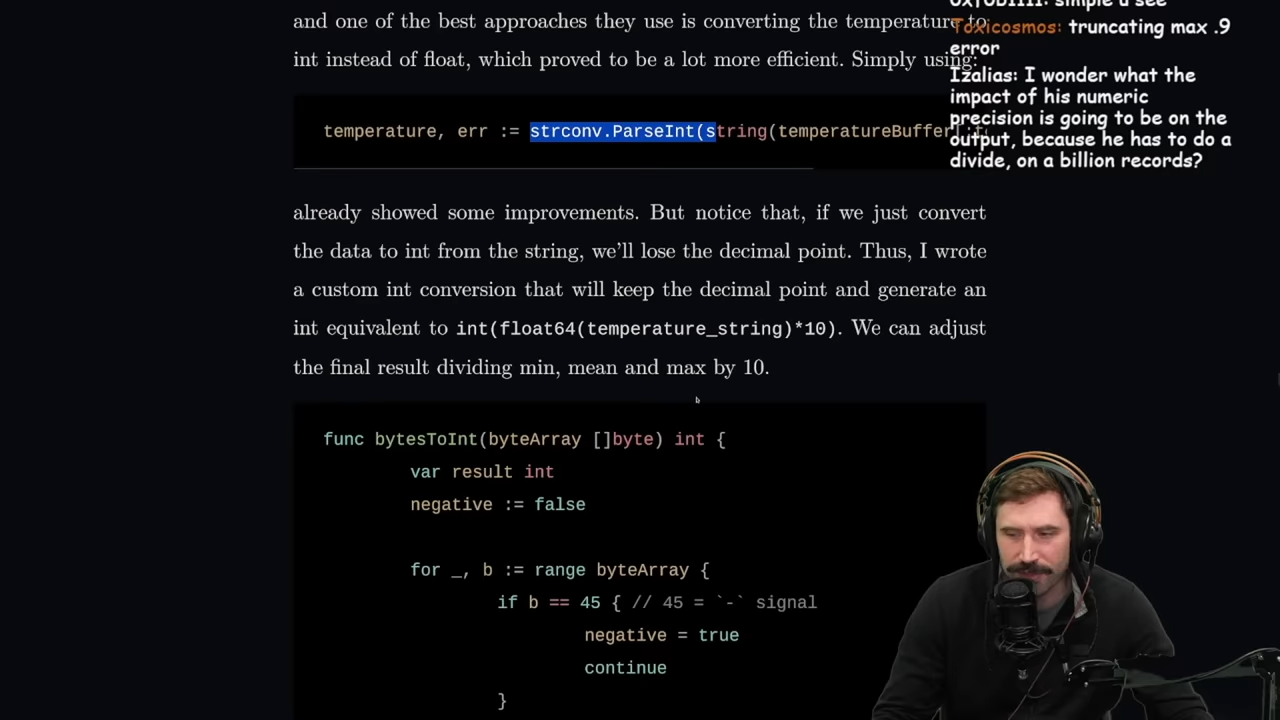 and one of the best approaches they use is converting the temperature to
int instead of float, which proved to be a lot more efficient. Simply using:
temperature, err := strconv.ParseInt(string(temperatureBuffer[
already showed some improvements. But notice that, if we just convert
the data to int from the string, we'll lose the decimal point. Thus, I wrote
a custom int conversion that will keep the decimal point and generate an
int equivalent to int(float64(temperature_string)*10). We can adjust
the final result dividing min, mean and max by 10.
func bytesToInt(byteArray []byte) int {
var result int
negative := false
for _, b := range byteArray {
if b == 45 { // 45 = `-` signal
negative = true
continue
}
simple a see
Toxicosmos: truncating max .9
error
Izalias: I wonder what the
impact of his numeric
precision is going to be on the
output, because he has to do a
divide, on a billion records?